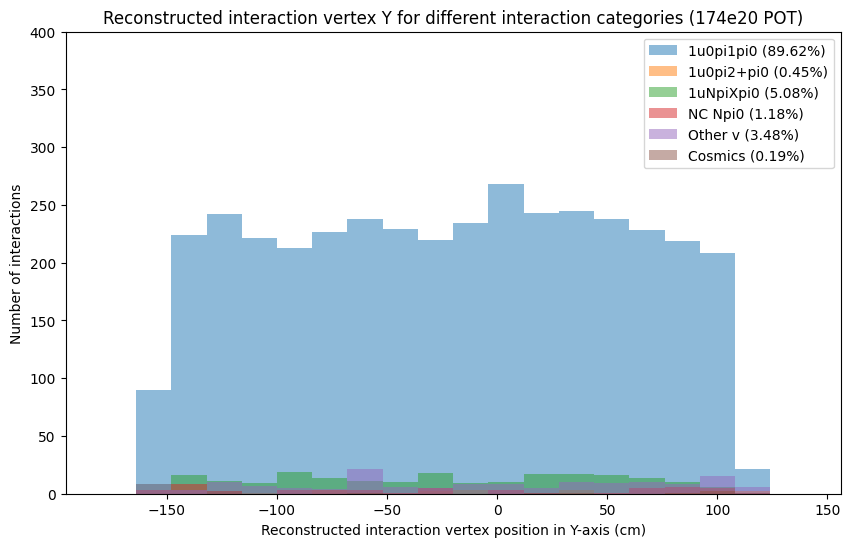 Reconstructed interaction vertex Y for different interaction categories (174e20 POT)
400
350
300
250
200
150
100
50
0
Number of interactions
1u0pi1pi0 (89.62%)
1u0pi2+pi0 (0.45%)
1uNpiXpi0 (5.08%)
NC Npi0 (1.18%)
Other v (3.48%)
Cosmics (0.19%)
−150
−100
−50
0
50
100
150
Reconstructed interaction vertex position in Y-axis (cm)